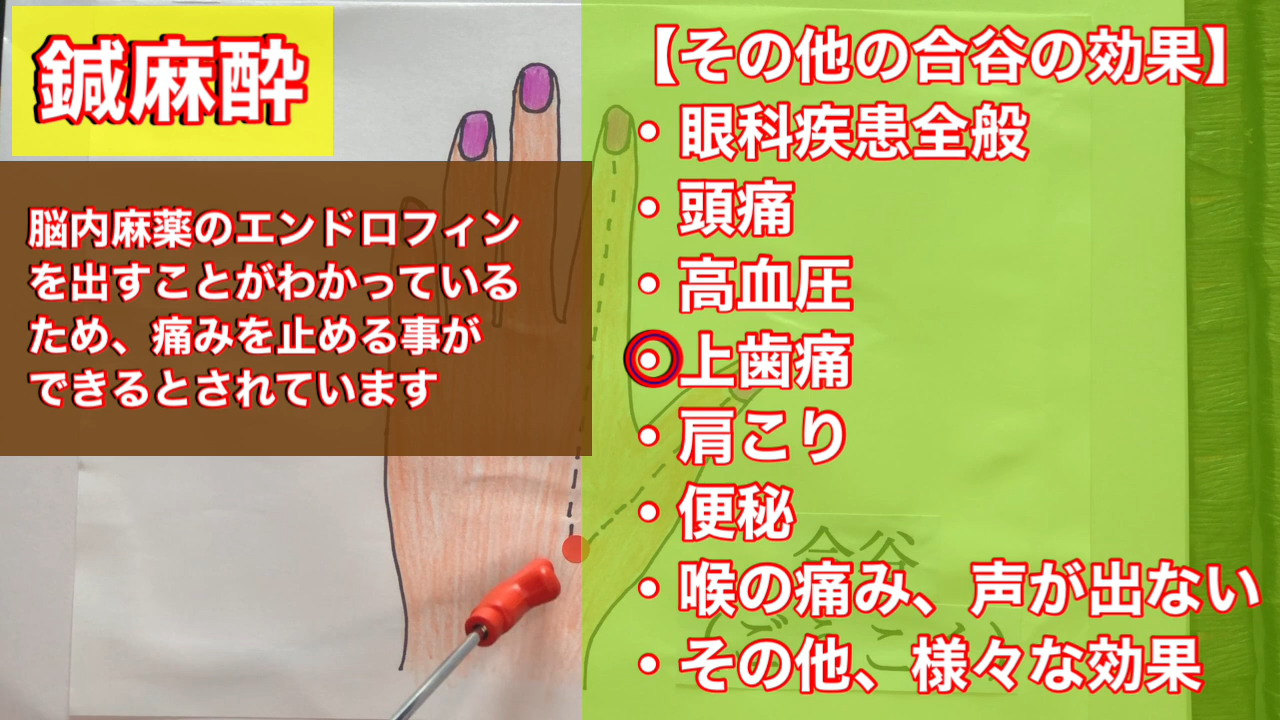 鍼麻酔
脳内麻薬のエンドロフィン
を出すことがわかっている
ため、痛みを止める事が
できるとされています
【その他の合谷の効果】
・眼科疾患全般
・頭痛
・高血圧
・上歯痛
・肩こり
・便秘
・喉の痛み、声が出ない
・その他、様々な効果
合谷